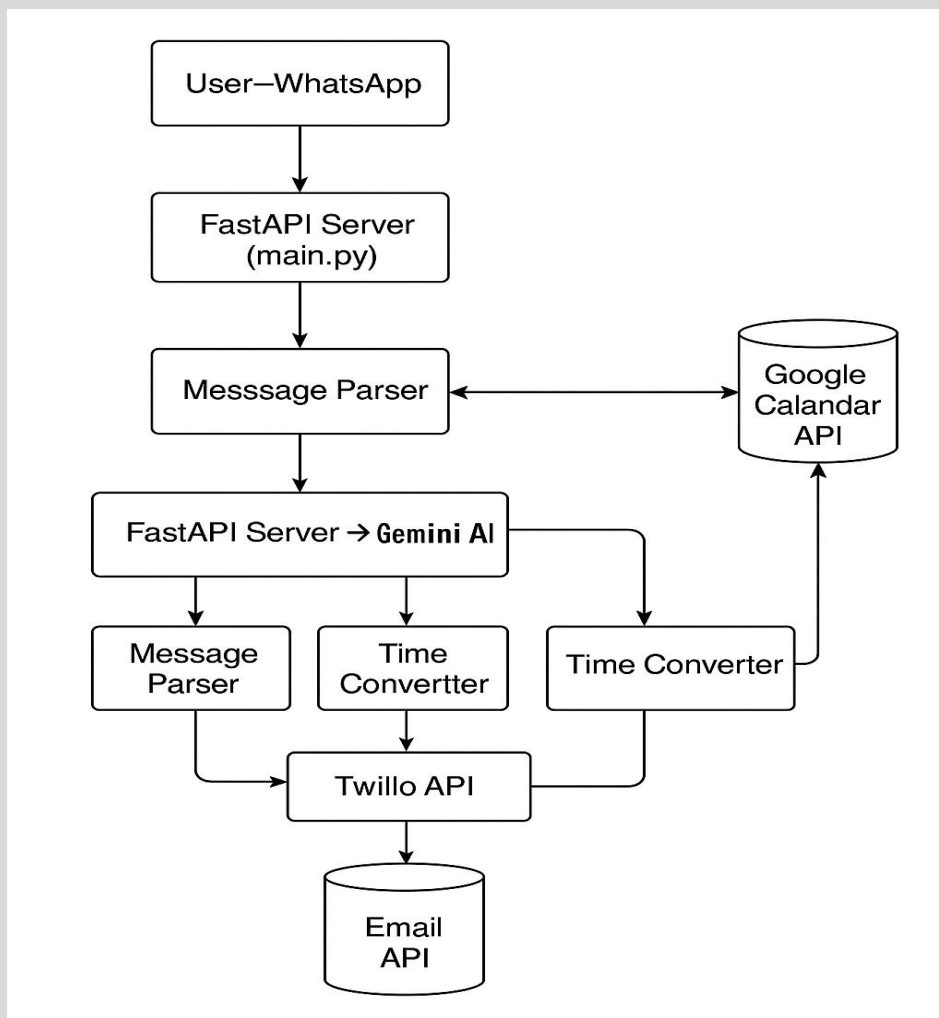 User—WhatsApp
FastAPI Server
(main.py)
Messsage Parser
Google
Calandar
API
FastAPI Server → Gemini AI
Message
Parser
Time
Convertter
Time Converter
Twillo API
Email
API